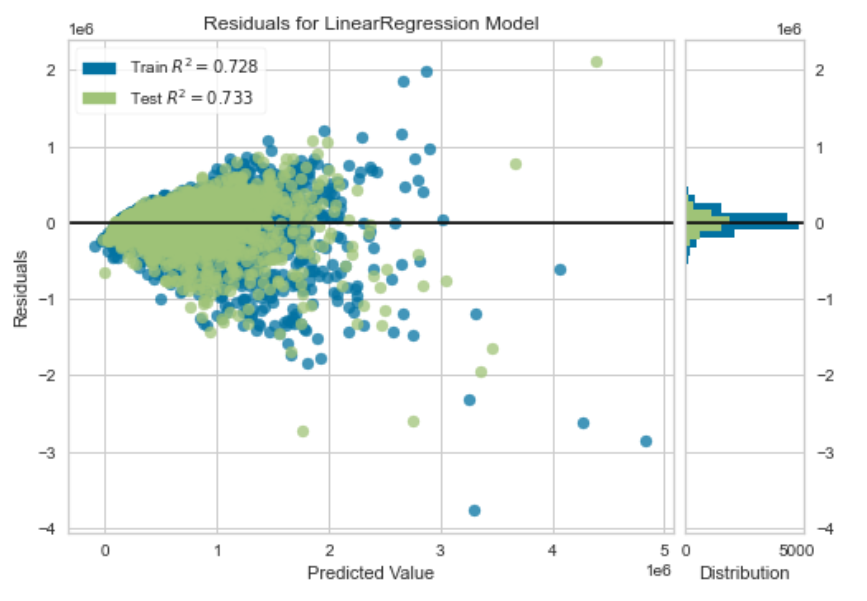 Residuals for LinearRegression Model
1e6
1e6
Train R² = 0.728
Test R² = 0.733
2
1
0
−1
−2
−3
−4
Residuals
2
1
0
−1
−2
−3
−4
0 1 2 3 4 5
1e6
Predicted Value
0 5000
Distribution